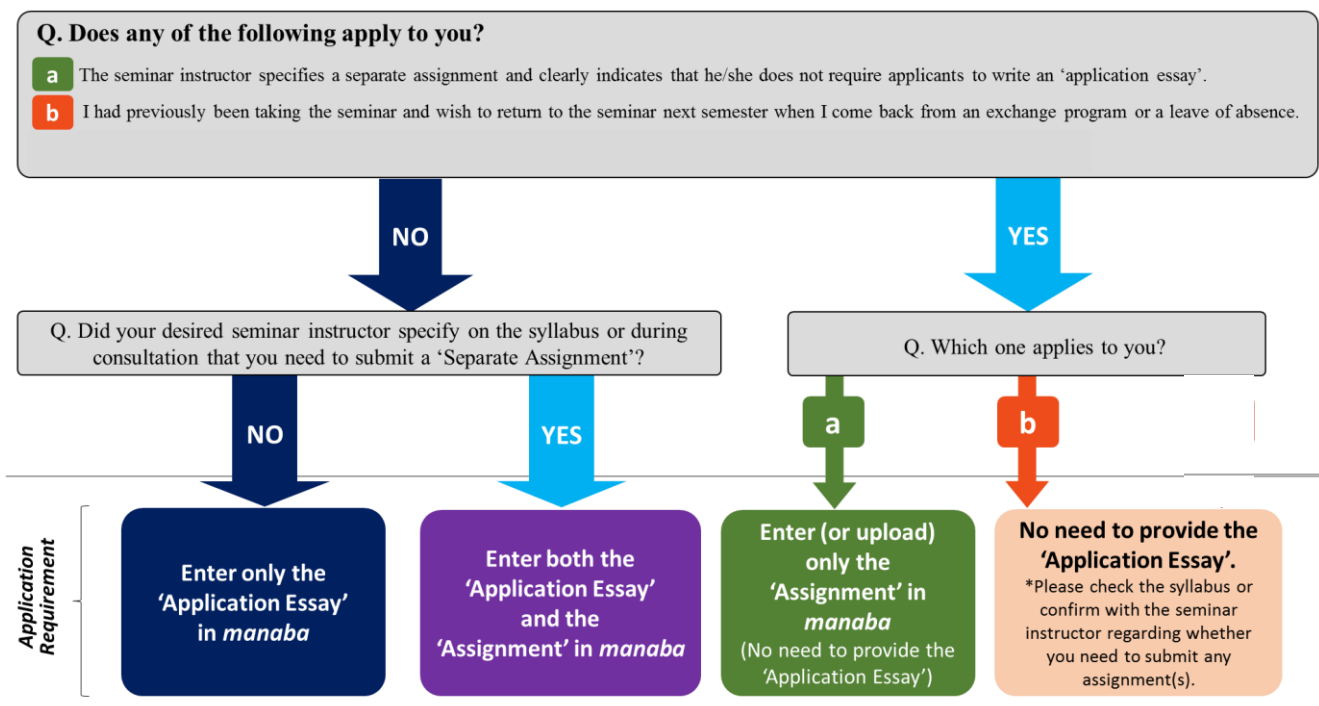 Q. Does any of the following apply to you?
a The seminar instructor specifies a separate assignment and clearly indicates that he/she does not require applicants to write an ‘application essay’.
b I had previously been taking the seminar and wish to return to the seminar next semester when I come back from an exchange program or a leave of absence.
NO
YES
Q. Did your desired seminar instructor specify on the syllabus or during
consultation that you need to submit a ‘Separate Assignment’?
Q. Which one applies to you?
NO
YES
a
b
Application
Requirement
Enter only the
‘Application Essay’
in manaba
Enter both the
‘Application Essay’
and the
‘Assignment’ in manaba
Enter (or upload)
only the
‘Assignment’ in
manaba
(No need to provide the
‘Application Essay’)
No need to provide the
‘Application Essay’.
*Please check the syllabus or
confirm with the seminar
instructor regarding whether
you need to submit any
assignment(s).